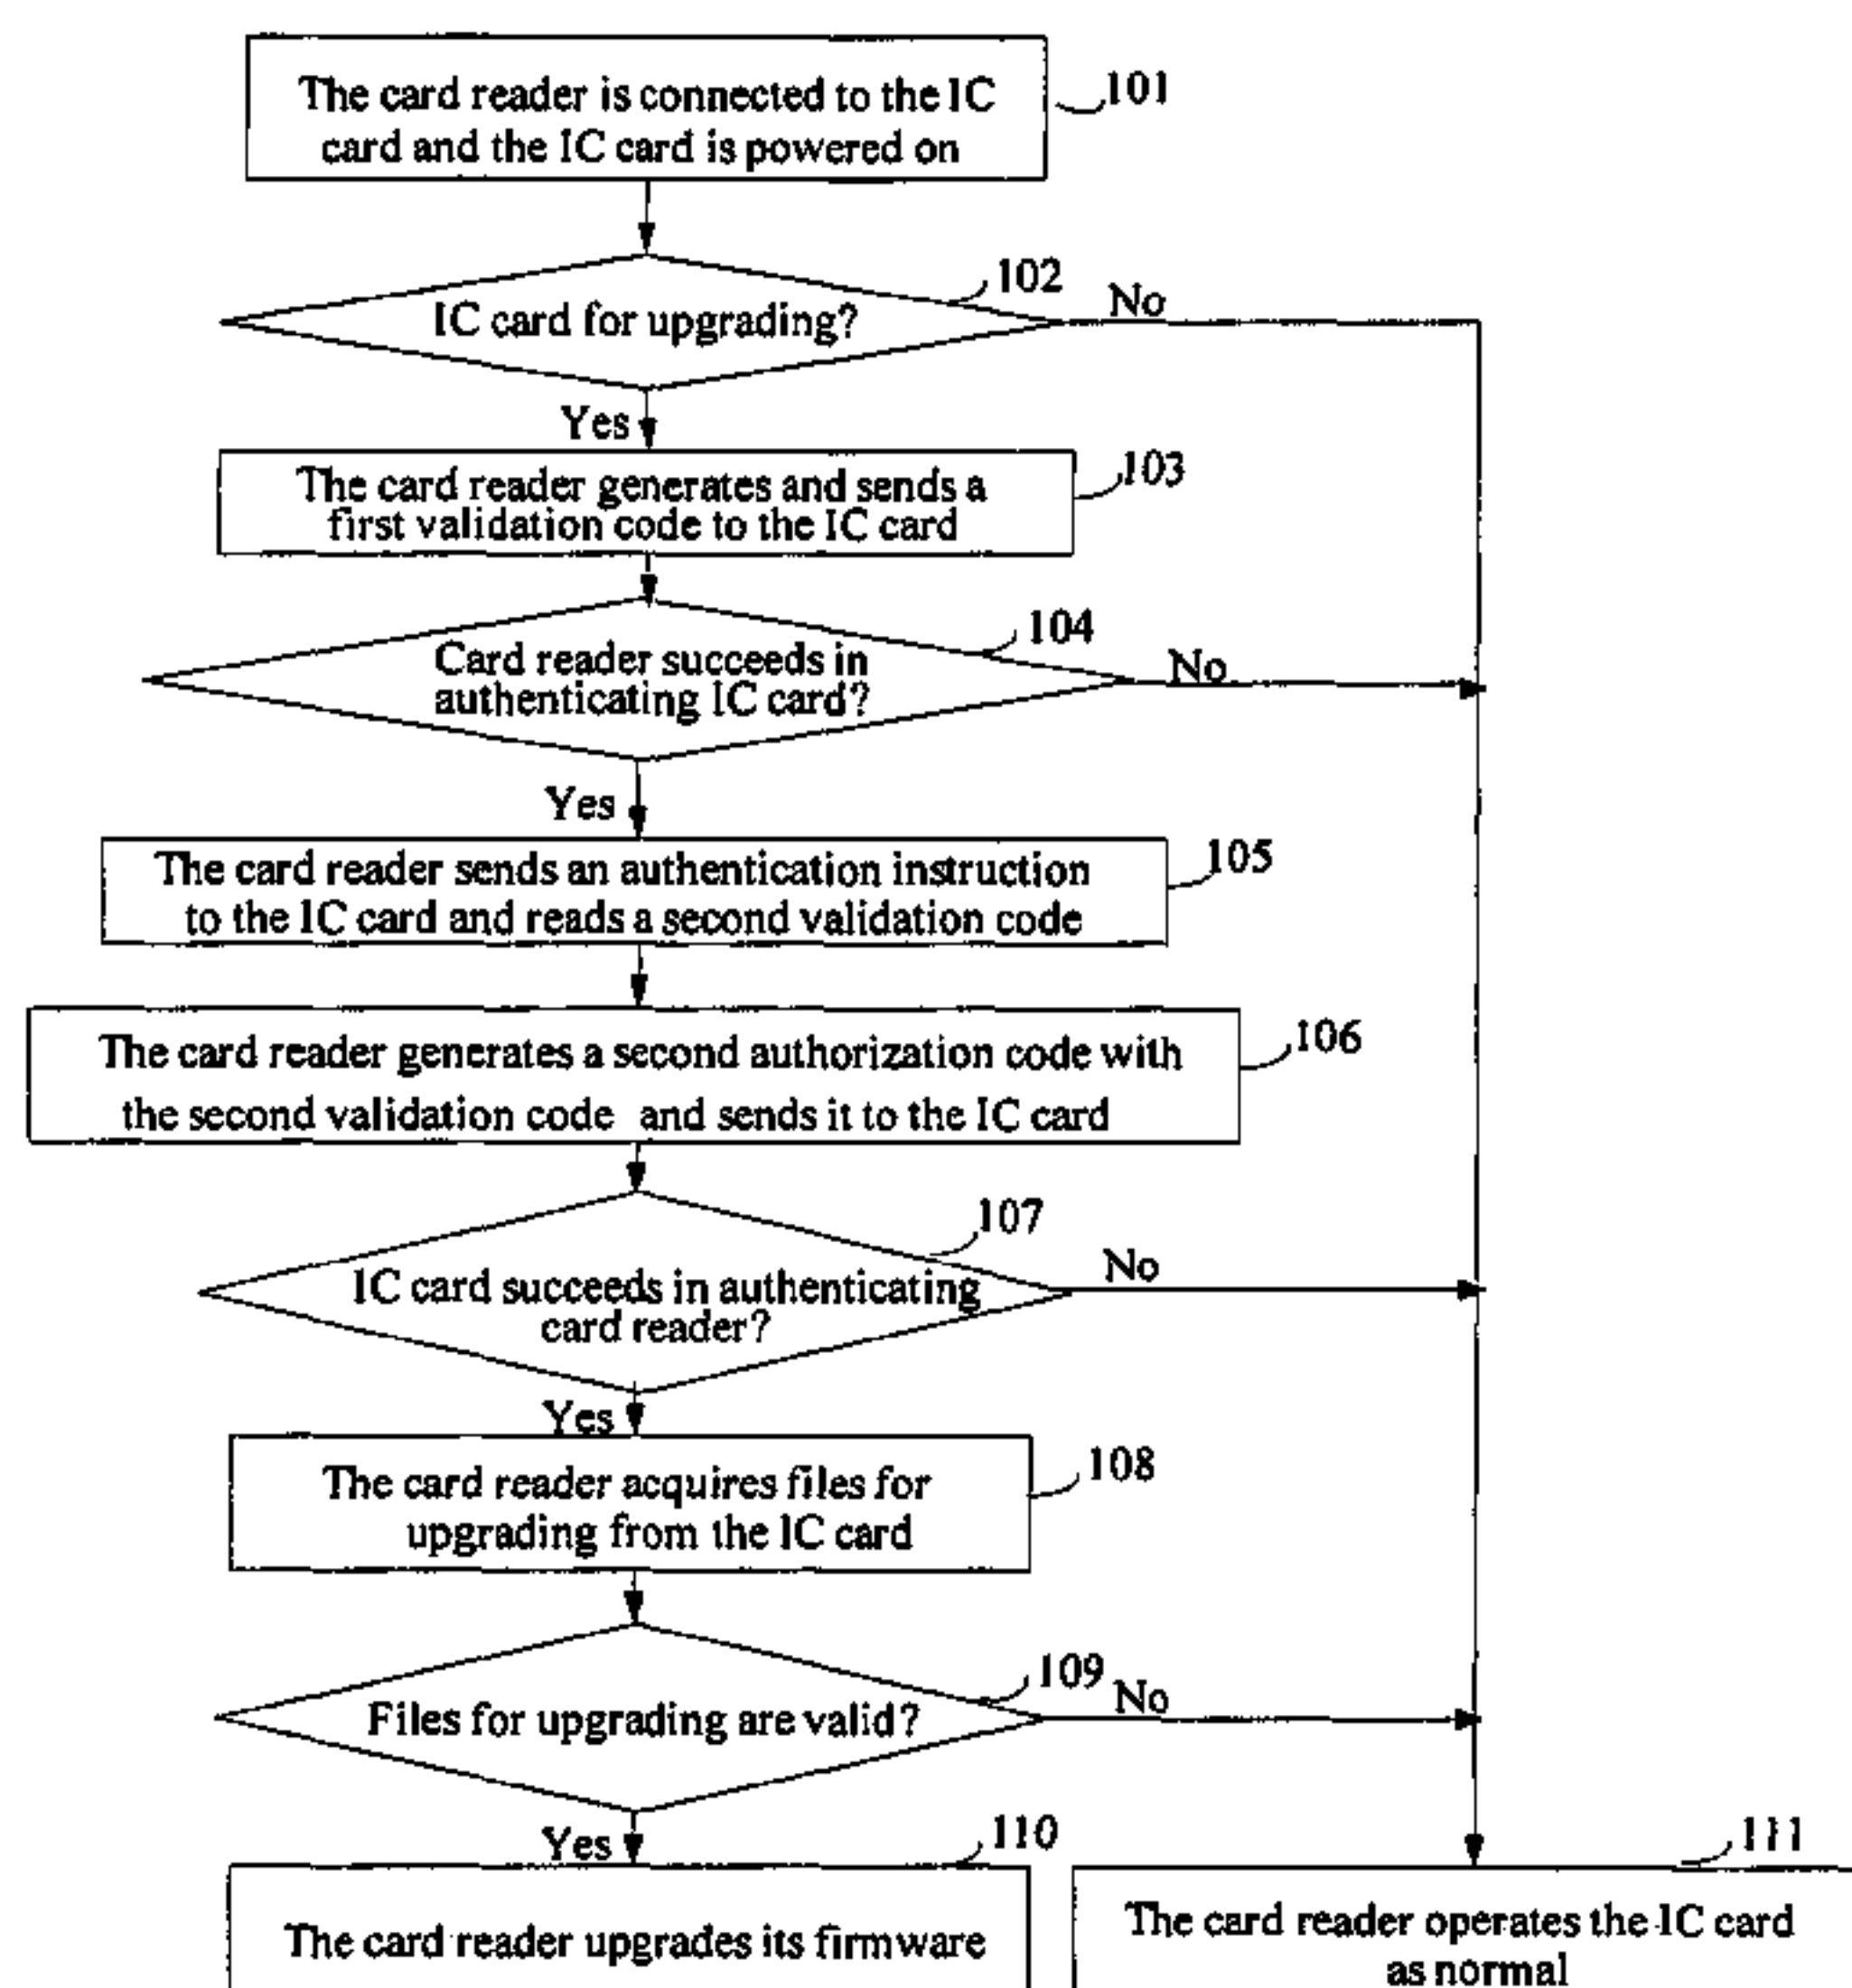 The card reader is connected to the IC
card and the IC card is powered on
101
102
IC card for upgrading?
No
Yes
103
The card reader generates and sends a
first validation code to the IC card
104
Card reader succeeds in
authenticating IC card?
No
Yes
105
The card reader sends an authentication instruction
to the IC card and reads a second validation code
106
The card reader generates a second authorization code with
the second validation code and sends it to the IC card
107
IC card succeeds in authenticating
card reader?
No
Yes
108
The card reader acquires files for
upgrading from the IC card
109
Files for upgrading are valid?
No
Yes
110
The card reader upgrades its firmware
111
The card reader operates the IC card
as normal